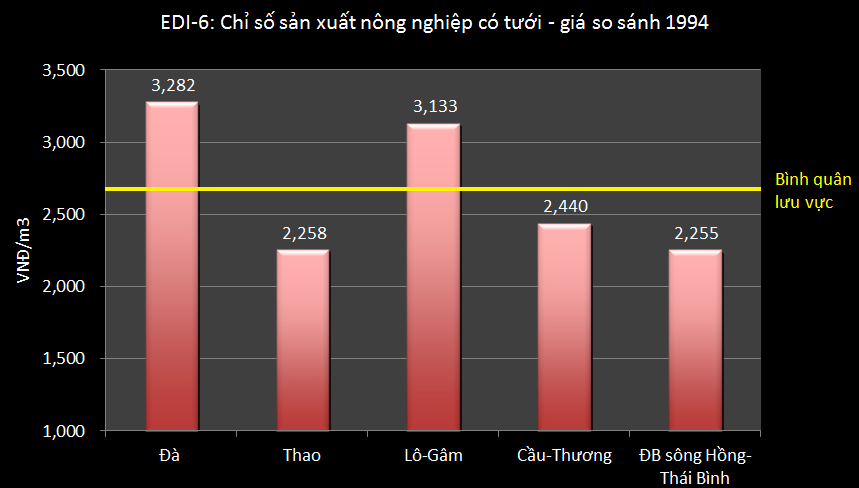 EDI-6: Chỉ số sản xuất nông nghiệp có tưới - giá so sánh 1994
3,500
3,000
2,500
2,000
1,500
1,000
VNĐ/m3
3,282
2,258
3,133
2,440
2,255
Bình quân
lưu vực
Đà
Thao
Lô-Gâm
Cầu-Thương
ĐB sông Hồng-
Thái Bình